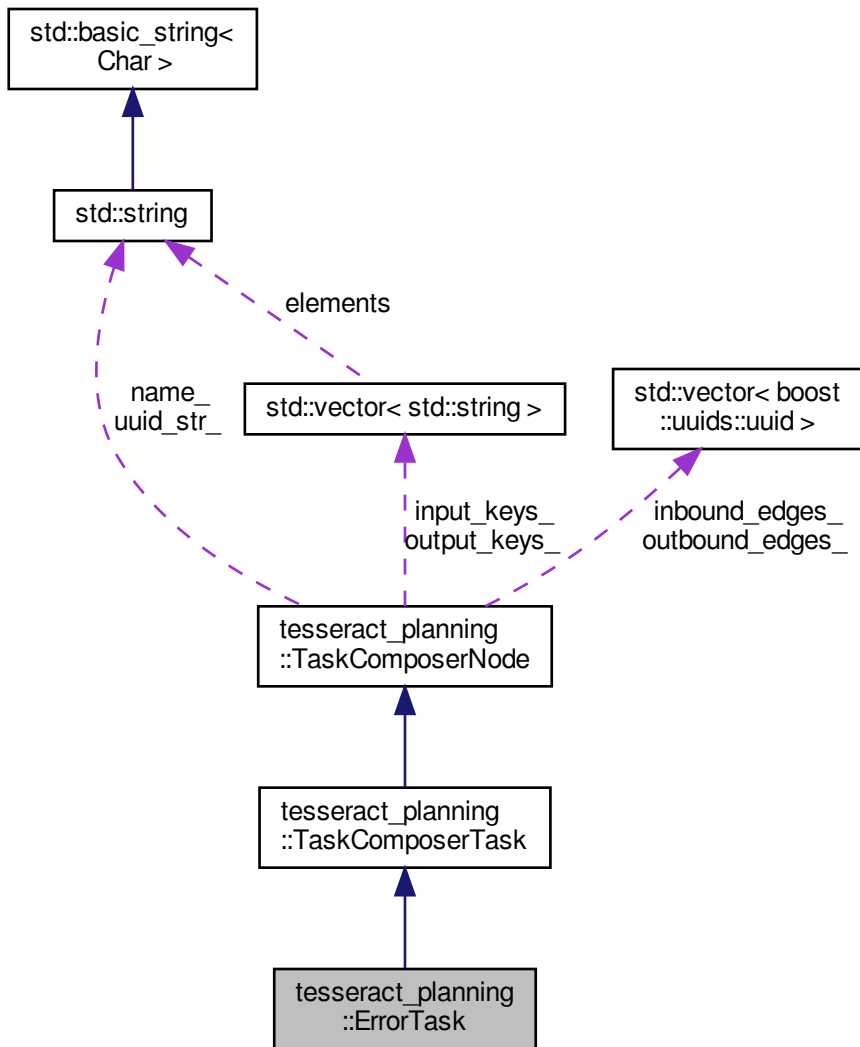 std::basic_string<
Char >
std::string
elements
name_
uuid_str_
std::vector< std::string >
std::vector< boost
::uuids::uuid >
input_keys_
output_keys_
inbound_edges_
outbound_edges_
tesseract_planning
::TaskComposerNode
tesseract_planning
::TaskComposerTask
tesseract_planning
::ErrorTask